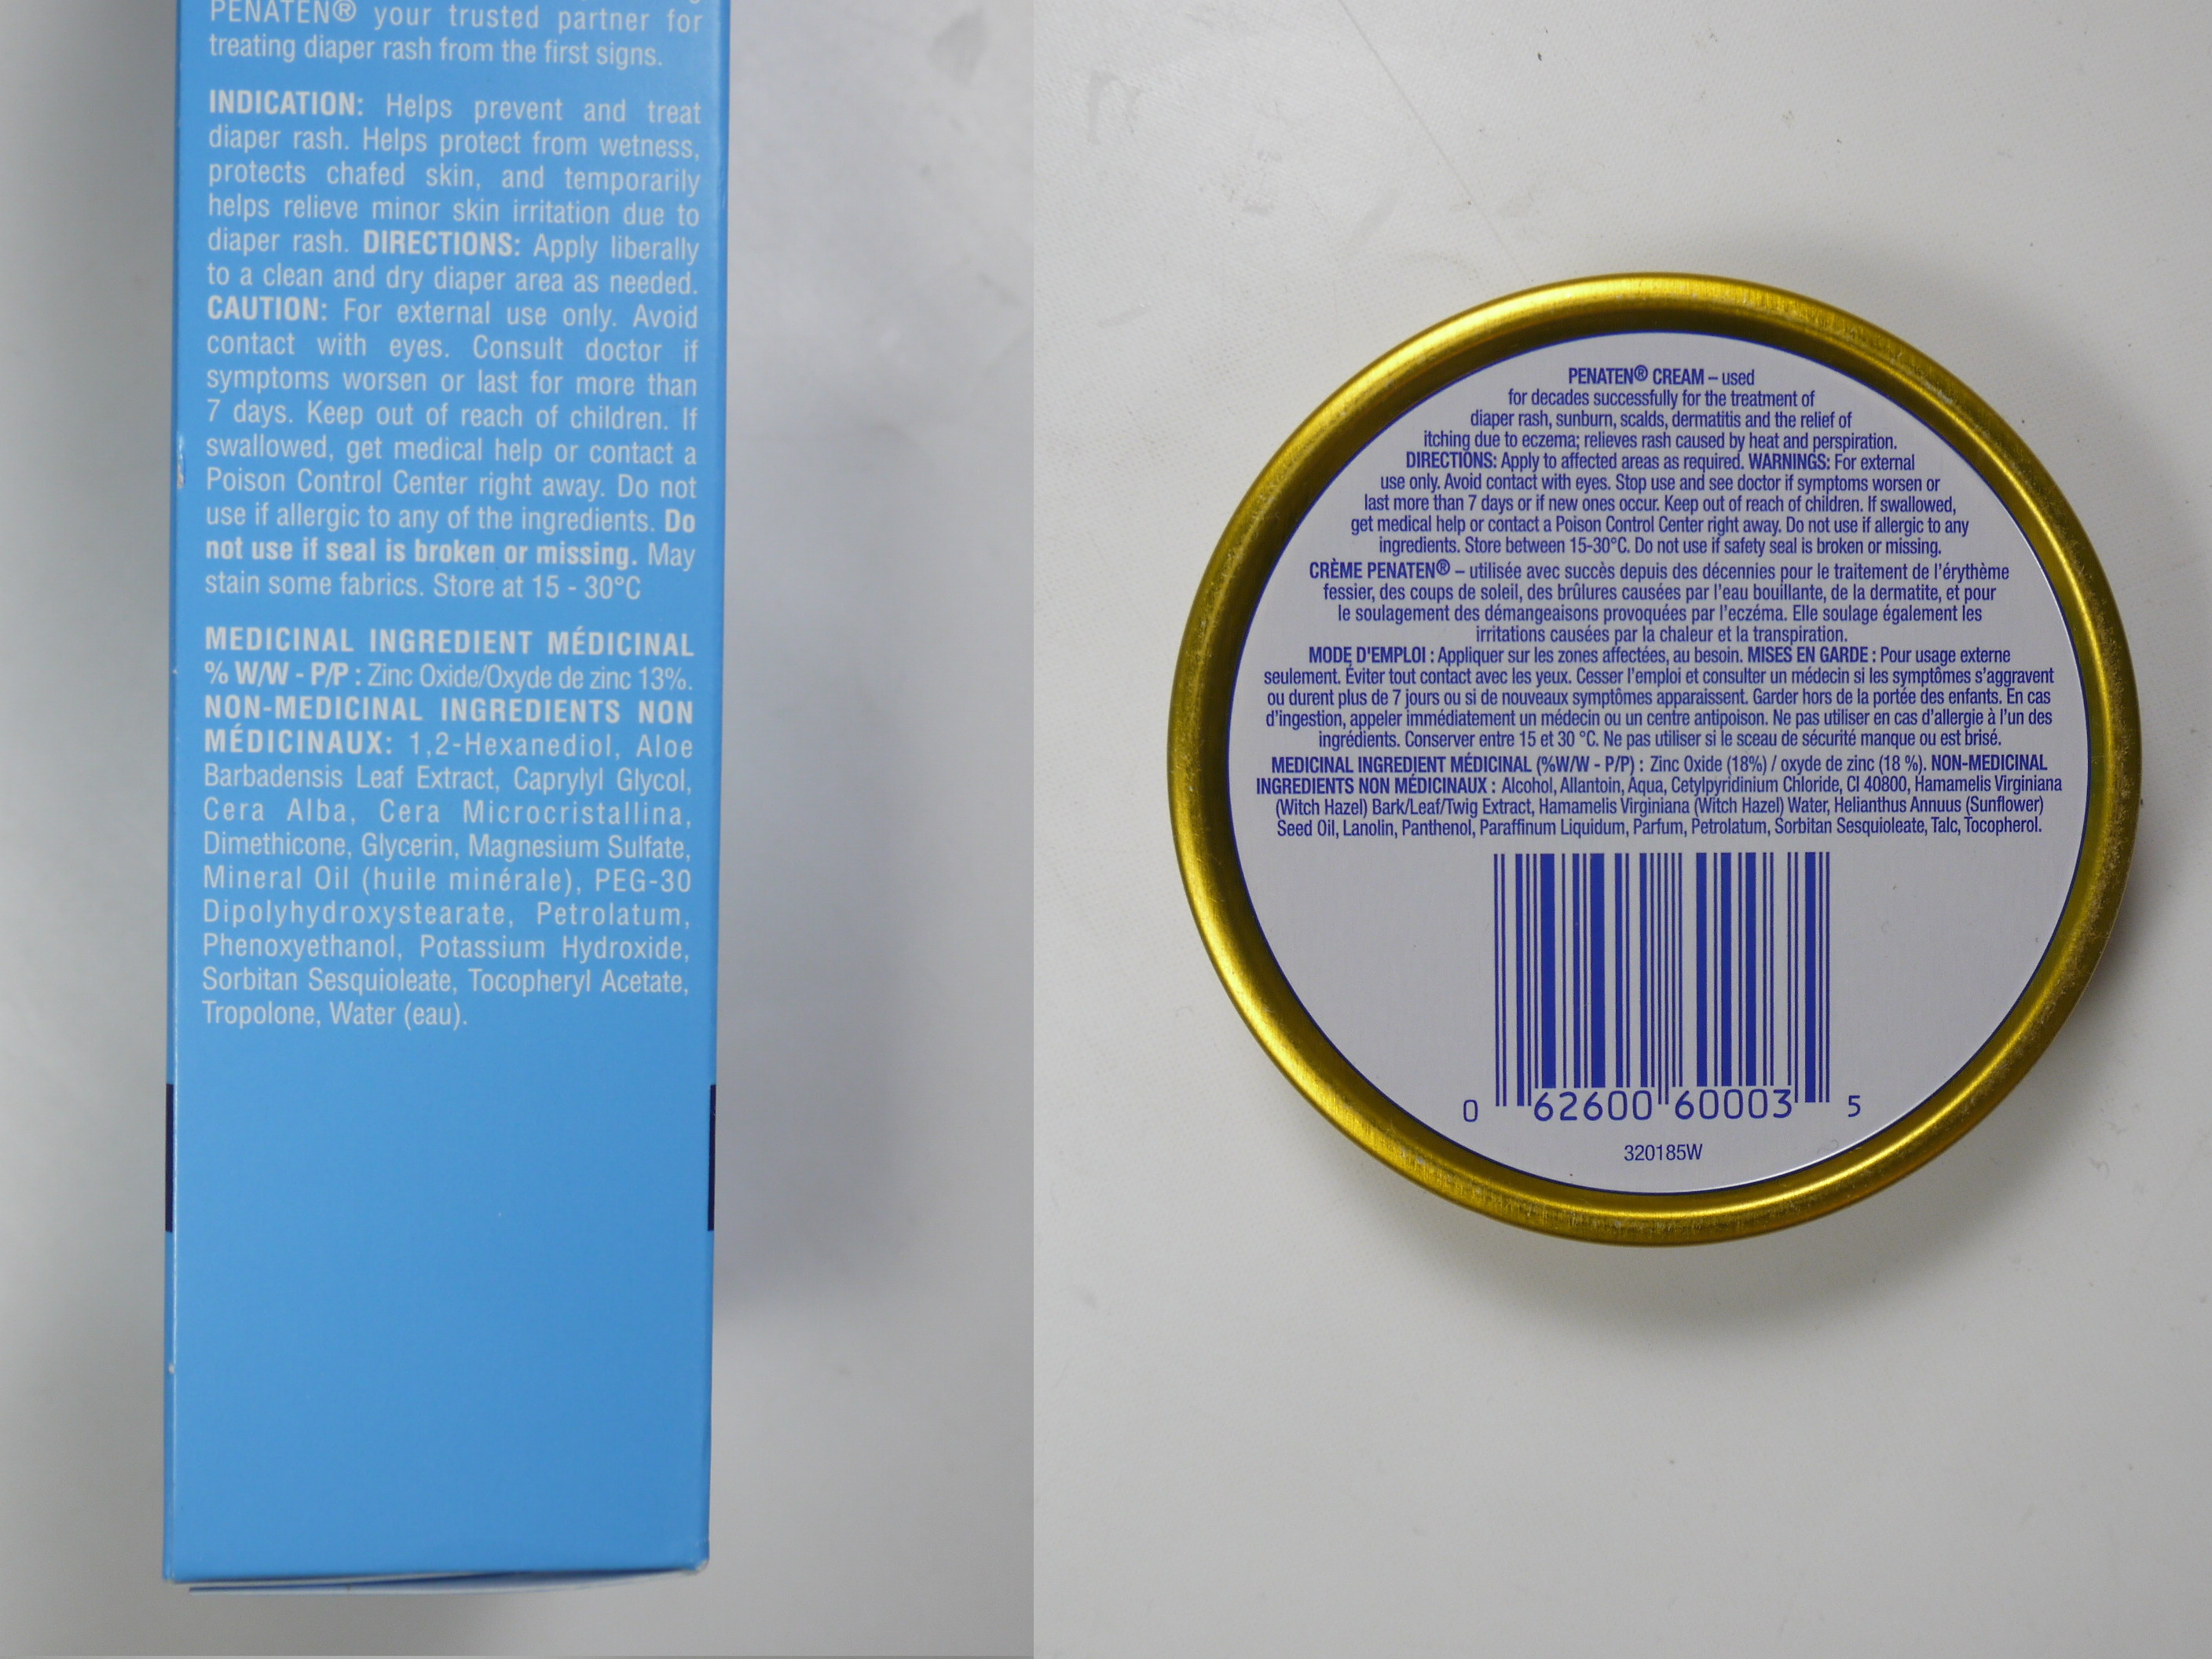 PENATEN® your trusted partner for
treating diaper rash from the first signs.
INDICATION: Helps prevent and treat
diaper rash. Helps protect from wetness,
protects chafed skin, and temporarily
helps relieve minor skin irritation due to
diaper rash. DIRECTIONS: Apply liberally
to a clean and dry diaper area as needed.
CAUTION: For external use only. Avoid
contact with eyes. Consult doctor if
symptoms worsen or last for more than
7 days. Keep out of reach of children. If
swallowed, get medical help or contact a
Poison Control Center right away. Do not
use if allergic to any of the ingredients. Do
not use if seal is broken or missing. May
stain some fabrics. Store at 15 - 30°C
MEDICINAL INGREDIENT MÉDICINAL
% W/W - P/P : Zinc Oxide/Oxyde de zinc 13%.
NON-MEDICINAL INGREDIENTS NON
MÉDICINAUX: 1,2-Hexanediol, Aloe
Barbadensis Leaf Extract, Caprylyl Glycol,
Cera Alba, Cera Microcristallina,
Dimethicone, Glycerin, Magnesium Sulfate,
Mineral Oil (huile minérale), PEG-30
Dipolyhydroxystearate, Petrolatum,
Phenoxyethanol, Potassium Hydroxide,
Sorbitan Sesquioleate, Tocopheryl Acetate,
Tropolone, Water (eau).
PENATEN® CREAM – used
for decades successfully for the treatment of
diaper rash, sunburn, scalds, dermatitis and the relief of
itching due to eczema; relieves rash caused by heat and perspiration.
DIRECTIONS: Apply to affected areas as required. WARNINGS: For external
use only. Avoid contact with eyes. Stop use and see doctor if symptoms worsen or
last more than 7 days or if new ones occur. Keep out of reach of children. If swallowed,
get medical help or contact a Poison Control Center right away. Do not use if allergic to any
ingredients. Store between 15-30°C. Do not use if safety seal is broken or missing.
CRÈME PENATEN® – utilisée avec succès depuis des décennies pour le traitement de l'érythème
fessier, des coups de soleil, des brûlures causées par l'eau bouillante, de la dermatite, et pour
le soulagement des démangeaisons provoquées par l'eczéma. Elle soulage également les
irritations causées par la chaleur et la transpiration.
MODE D'EMPLOI : Appliquer sur les zones affectées, au besoin. MISES EN GARDE : Pour usage externe
seulement. Éviter tout contact avec les yeux. Cesser l'emploi et consulter un médecin si les symptômes s'aggravent
ou durent plus de 7 jours ou si de nouveaux symptômes apparaissent. Garder hors de la portée des enfants. En cas
d'ingestion, appeler immédiatement un médecin ou un centre antipoison. Ne pas utiliser en cas d'allergie à l'un des
ingrédients. Conserver entre 15 et 30 °C. Ne pas utiliser si le sceau de sécurité manque ou est brisé.
MEDICINAL INGREDIENT MÉDICINAL (%W/W - P/P) : Zinc Oxide (18%) / oxyde de zinc (18 %). NON-MEDICINAL
INGREDIENTS NON MÉDICINAUX : Alcohol, Allantoin, Aqua, Cetylpyridinium Chloride, CI 40800, Hamamelis Virginiana
(Witch Hazel) Bark/Leaf/Twig Extract, Hamamelis Virginiana (Witch Hazel) Water, Helianthus Annuus (Sunflower)
Seed Oil, Lanolin, Panthenol, Paraffinum Liquidum, Parfum, Petrolatum, Sorbitan Sesquioleate, Talc, Tocopherol.
0 62600 60003 5
320185W